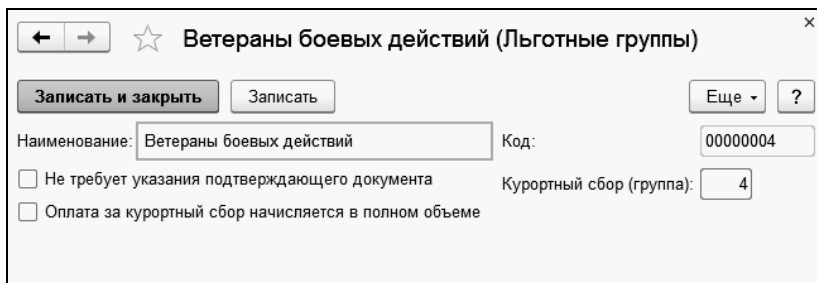 Ветераны боевых действий (Льготные группы)
Записать и закрыть Записать Еще ?
Наименование: Ветераны боевых действий Код: 00000004
Не требует указания подтверждающего документа Курортный сбор (группа): 4
Оплата за курортный сбор начисляется в полном объеме